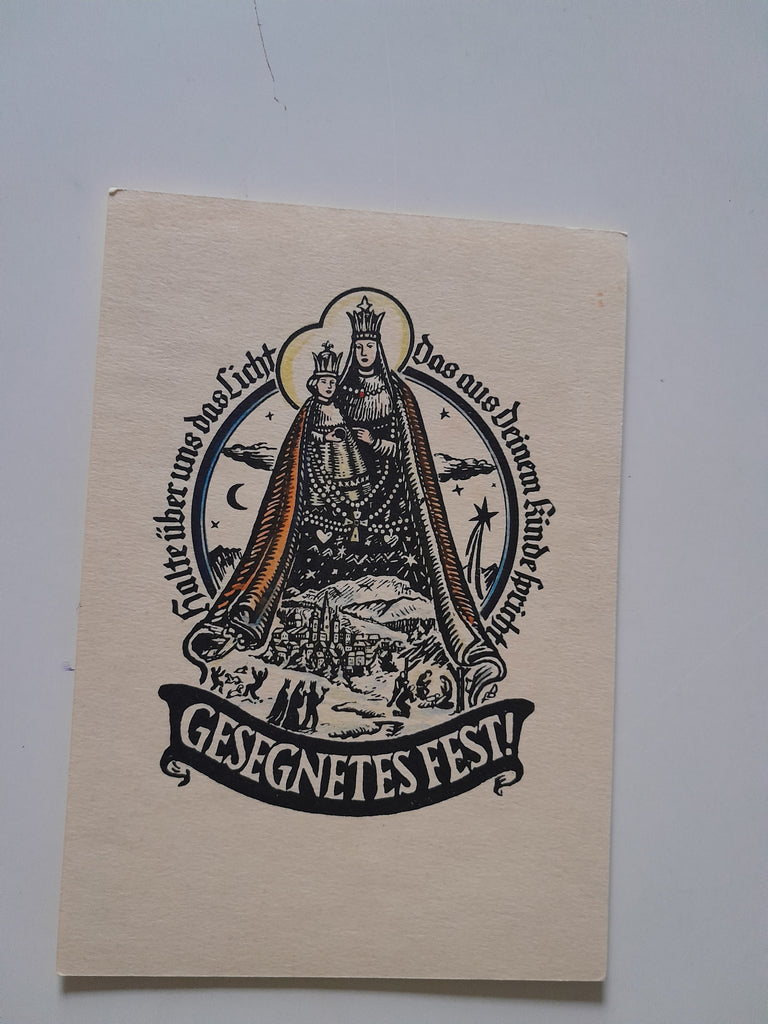 Halte über uns das Licht
das aus Deinem Kinde bricht
GESEGNETES FEST!